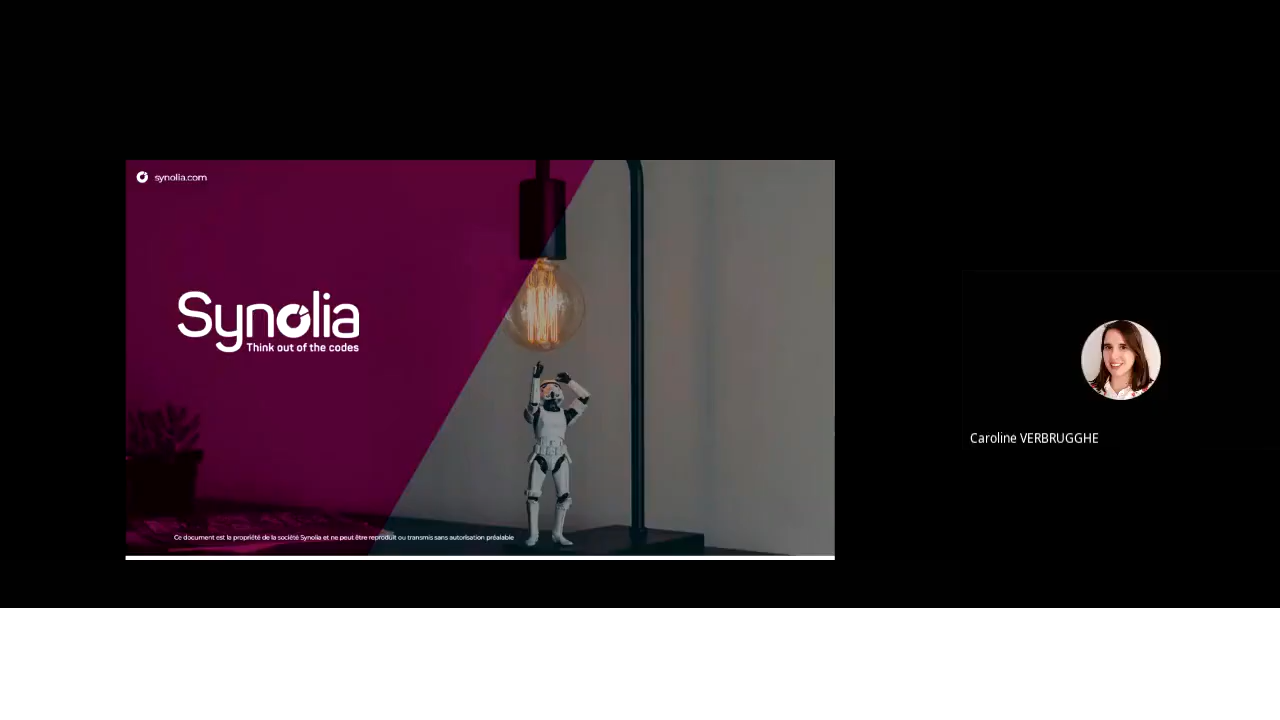 synolia.com
Synolia
Think out of the codes
Ce document est la propriété de la société Synolia et ne peut être reproduit ou transmis sans autorisation préalable
Caroline VERBRUGGHE